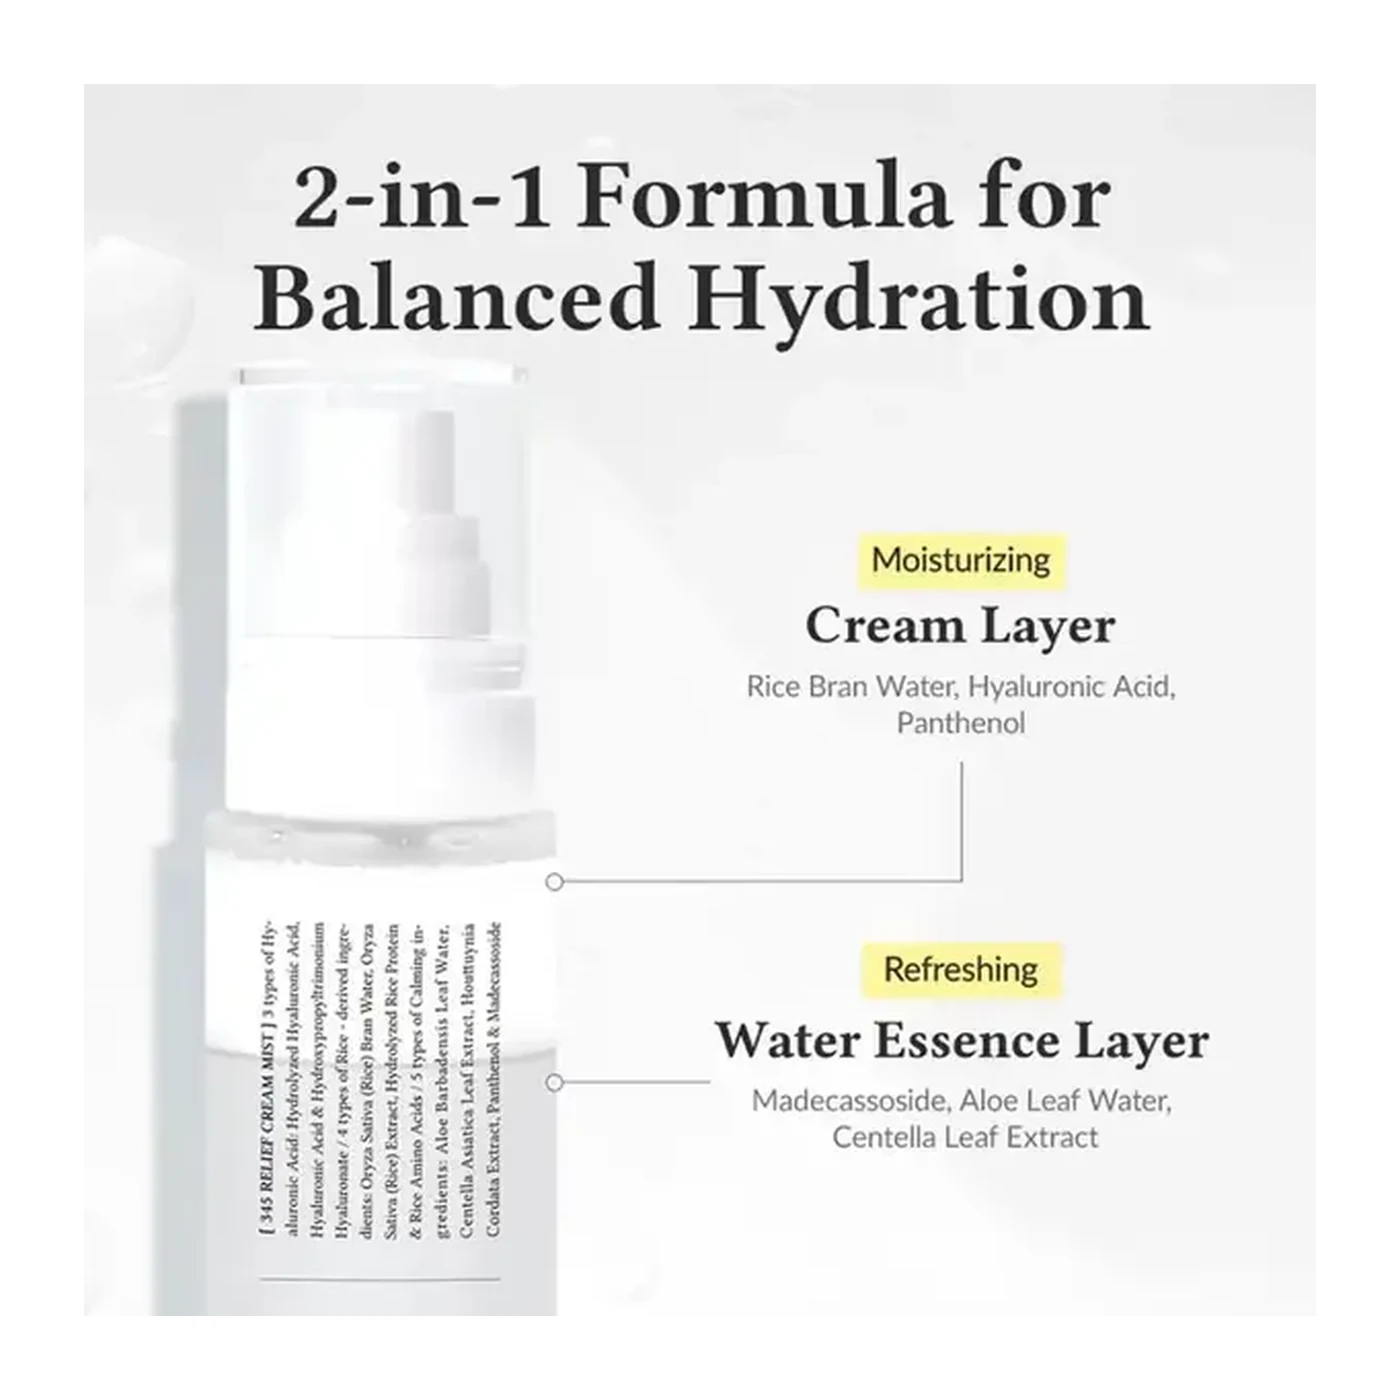 2-in-1 Formula for
Balanced Hydration
Moisturizing
Cream Layer
Rice Bran Water, Hyaluronic Acid,
Panthenol
Refreshing
Water Essence Layer
Madecassoside, Aloe Leaf Water,
Centella Leaf Extract
[ 345 RELIEF CREAM MIST ] 3 types of Hy-
aluronic Acid: Hydrolyzed Hyaluronic Acid,
Hyaluronic Acid & Hydroxypropyltrimonium
Hyaluronate / 4 types of Rice - derived ingre-
dients: Oryza Sativa (Rice) Bran Water, Oryza
Sativa (Rice) Extract, Hydrolyzed Rice Protein
& Rice Amino Acids / 5 types of Calming in-
gredients: Aloe Barbadensis Leaf Water,
Centella Asiatica Leaf Extract, Houttuynia
Cordata Extract, Panthenol & Madecassoside